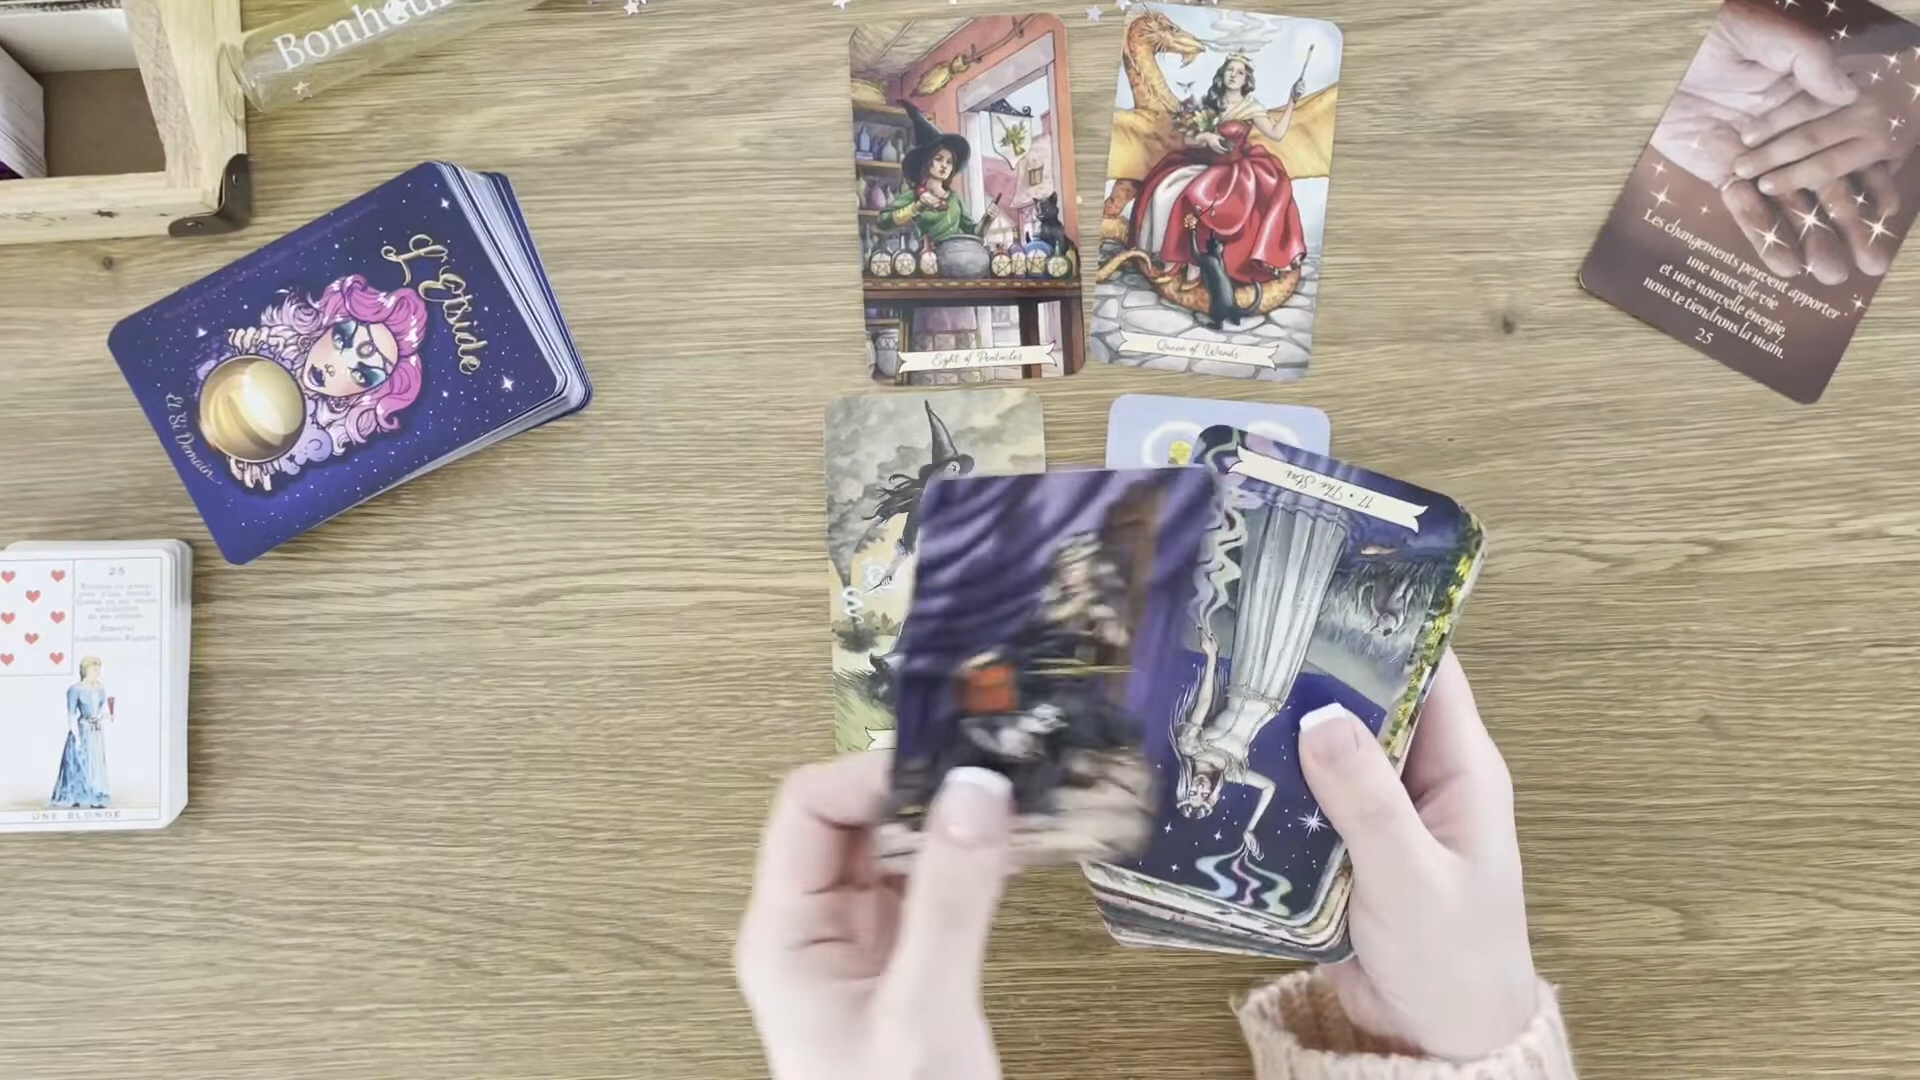 Bonheur
L'Exside
Et Si Demain
Eight of Pentacles
Queen of Wands
Les changements peuvent apporter
une nouvelle vie
et une nouvelle énergie,
nous te tiendrons la main.
25
17 • The Star
25
UNE BLONDE